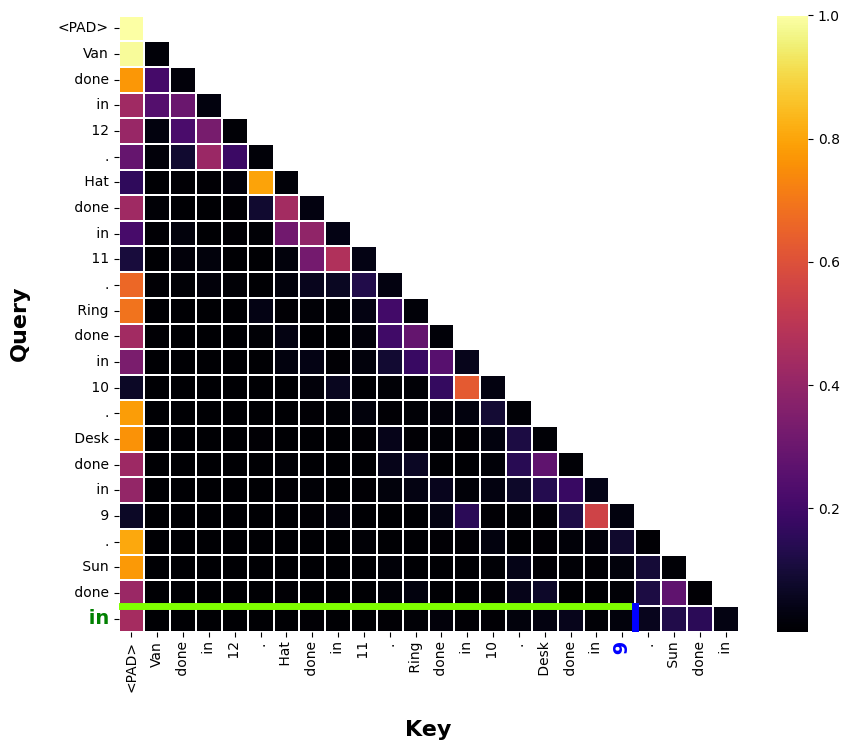 <PAD>
Van
done
in
12
.
Hat
done
in
11
.
Ring
done
in
10
.
Desk
done
in
9
.
Sun
done
in
Query
<PAD>
Van
done
in
12
.
Hat
done
in
11
.
Ring
done
in
10
.
Desk
done
in
9
.
Sun
done
in
Key
1.0
0.8
0.6
0.4
0.2